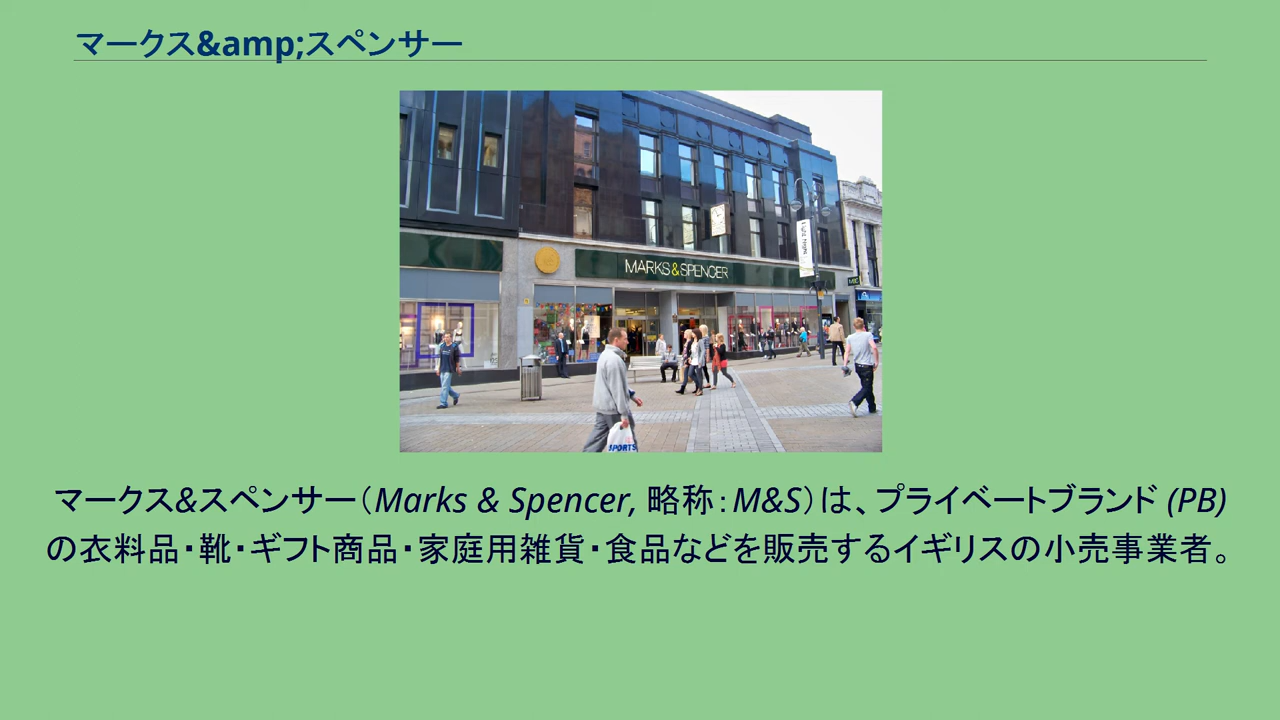 マークス&amp;スペンサー
MARKS&SPENCER
SPORTS
マークス&スペンサー（Marks & Spencer, 略称：M&S）は、プライベートブランド (PB)
の衣料品・靴・ギフト商品・家庭用雑貨・食品などを販売するイギリスの小売事業者。